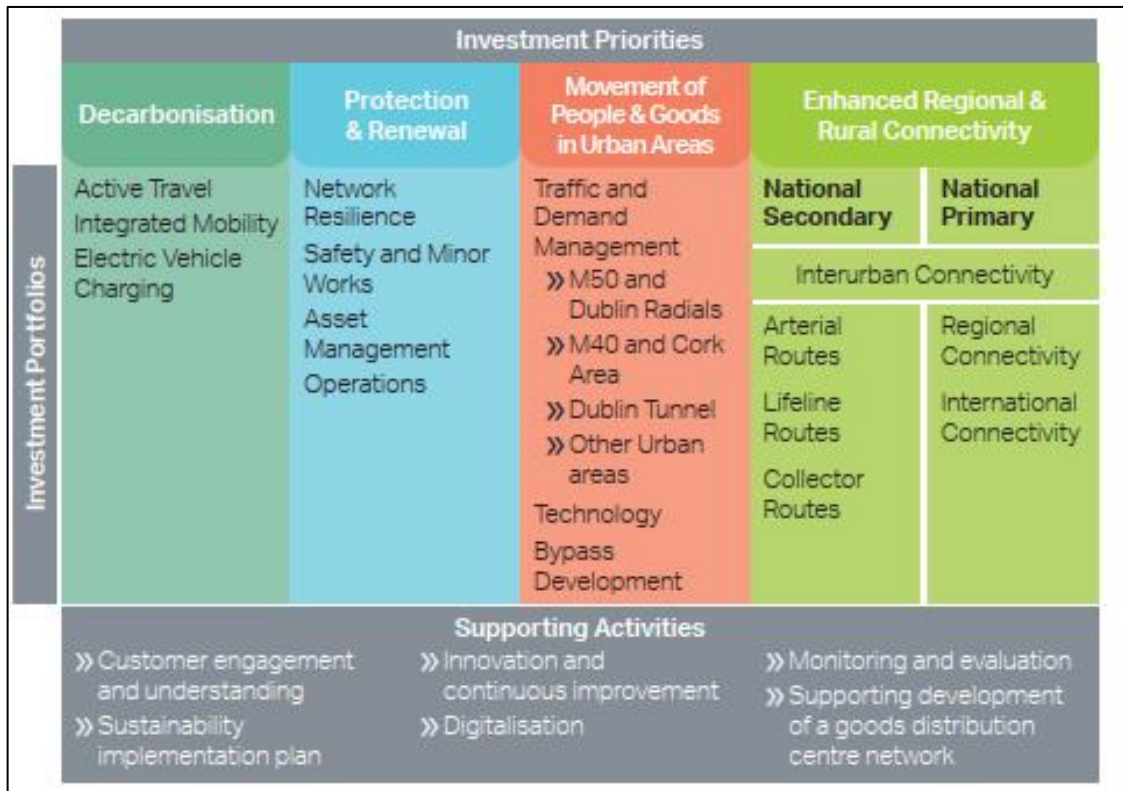 Investment Priorities
Decarbonisation
Protection
& Renewal
Movement of
People & Goods
in Urban Areas
Enhanced Regional &
Rural Connectivity
Investment Portfolios
Active Travel
Integrated Mobility
Electric Vehicle
Charging
Network
Resilience
Safety and Minor
Works
Asset
Management
Operations
Traffic and
Demand
Management
» M50 and
Dublin Radials
» M40 and Cork
Area
» Dublin Tunnel
» Other Urban
areas
Technology
Bypass
Development
National
Secondary
National
Primary
Interurban Connectivity
Arterial
Routes
Lifeline
Routes
Collector
Routes
Regional
Connectivity
International
Connectivity
Supporting Activities
» Customer engagement
and understanding
» Sustainability
implementation plan
» Innovation and
continuous improvement
» Digitalisation
» Monitoring and evaluation
» Supporting development
of a goods distribution
centre network